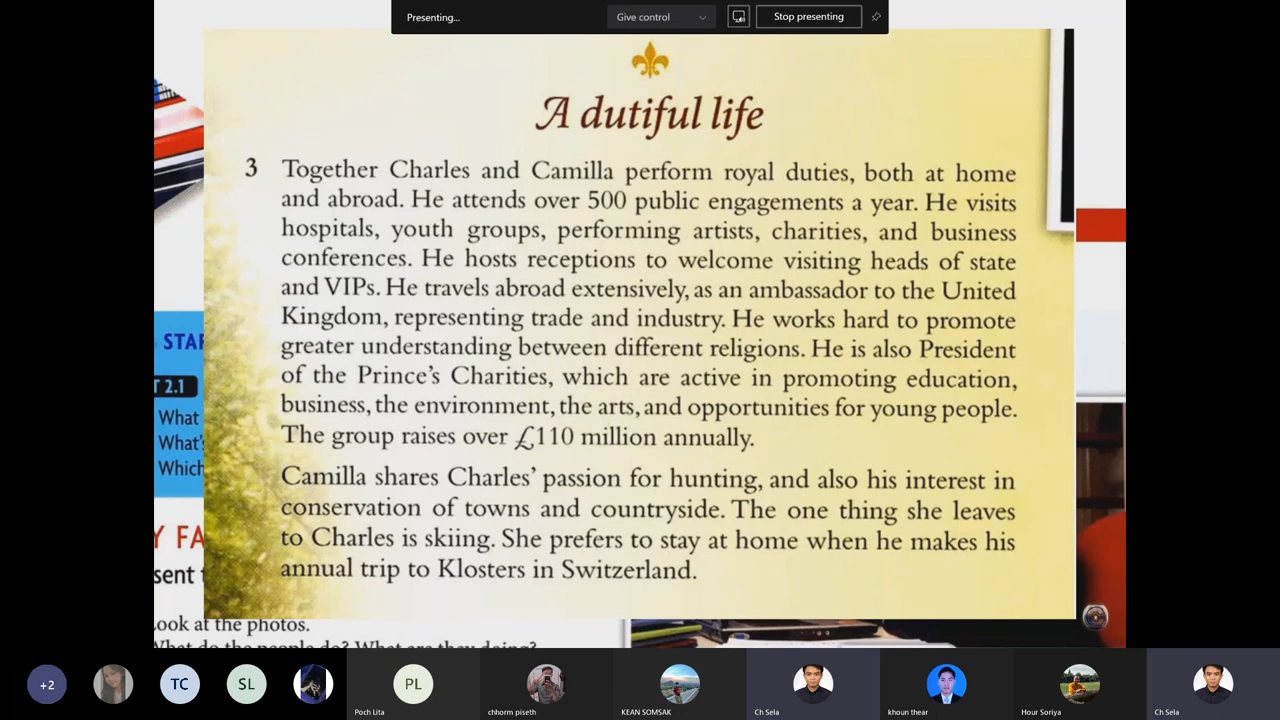 Presenting...
Give control
Stop presenting
A dutiful life
3 Together Charles and Camilla perform royal duties, both at home
and abroad. He attends over 500 public engagements a year. He visits
hospitals, youth groups, performing artists, charities, and business
conferences. He hosts receptions to welcome visiting heads of state
and VIPs. He travels abroad extensively, as an ambassador to the United
Kingdom, representing trade and industry. He works hard to promote
greater understanding between different religions. He is also President
of the Prince's Charities, which are active in promoting education,
business, the environment, the arts, and opportunities for young people.
The group raises over £110 million annually.
Camilla shares Charles' passion for hunting, and also his interest in
conservation of towns and countryside. The one thing she leaves
to Charles is skiing. She prefers to stay at home when he makes his
annual trip to Klosters in Switzerland.
STAR
T 2.1
What
What's
Which
Y FA
sent t
Look at the photos.
What do the people do? What are they doing?
+2
TC
SL
PL
Poch Lita
chhorm piseth
KEAN SOMSAK
Ch Sela
khoun thear
Hour Soriya
Ch Sela